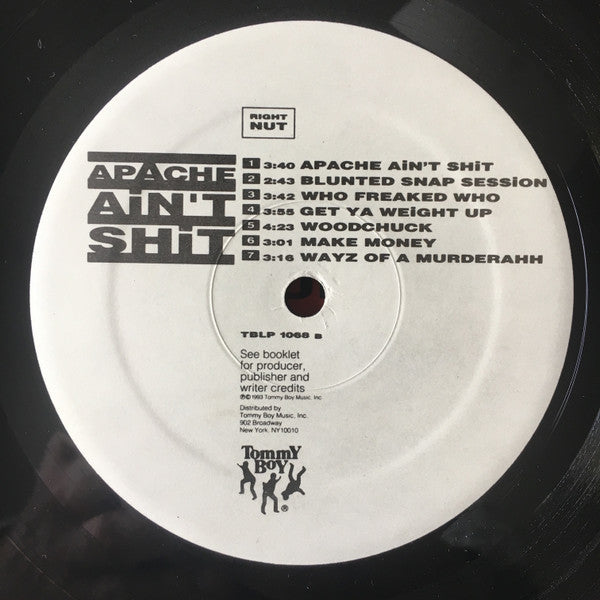 RIGHT
NUT
APACHE
AiN'T
SHiT
1 3:40 APACHE AiN'T SHiT
2 2:43 BLUNTED SNAP SESSiON
3 3:42 WHO FREAKED WHO
4 3:55 GET YA WEiGHT UP
5 4:23 WOODCHUCK
6 3:01 MAKE MONEY
7 3:16 WAYZ OF A MURDERAHH
TBLP 1068 B
See booklet
for producer,
publisher and
writer credits
℗© 1993 Tommy Boy Music, Inc.
Distributed by
Tommy Boy Music, Inc.
902 Broadway
New York, NY10010
Tommy
Boy
®